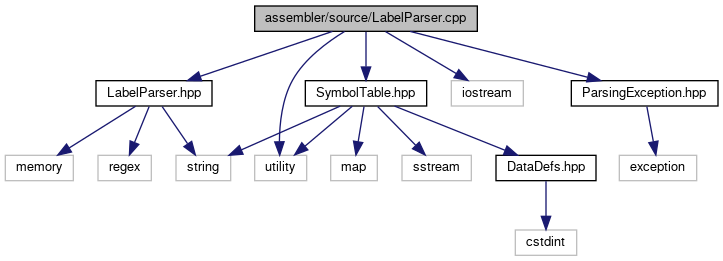 assembler/source/LabelParser.cpp
LabelParser.hpp
SymbolTable.hpp
iostream
ParsingException.hpp
memory
regex
string
utility
map
sstream
DataDefs.hpp
exception
cstdint